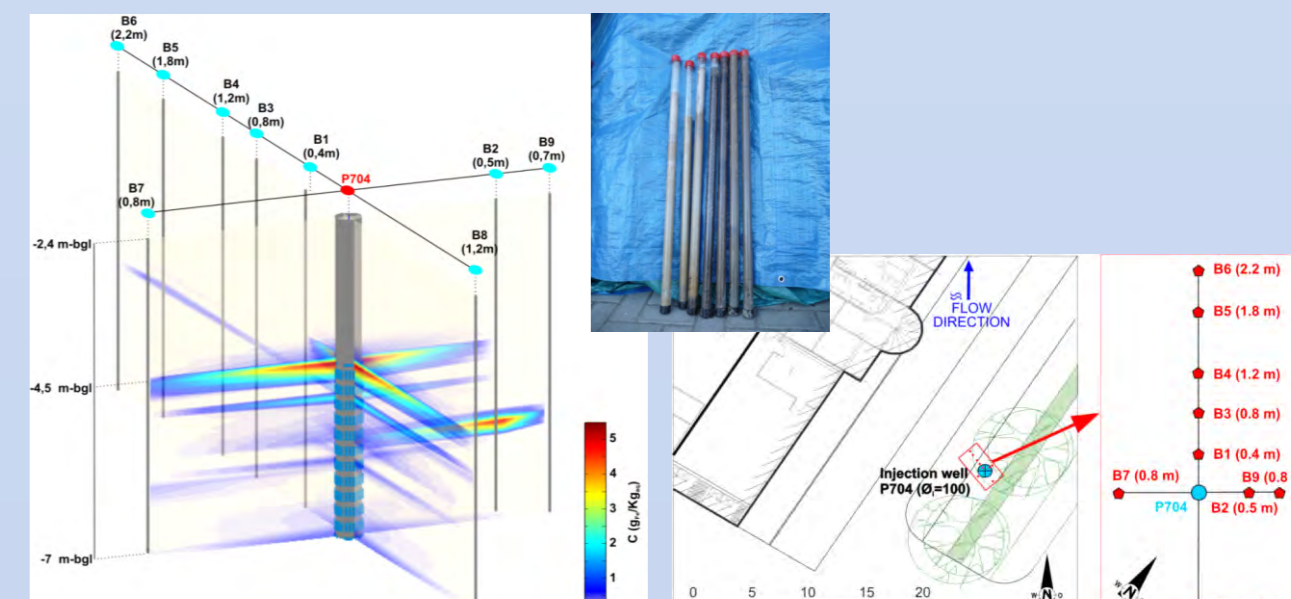 B6
(2,2m)
B5
(1,8m)
B4
(1,2m)
B3
(0,8m)
B1
(0,4m)
P704
B2
(0,5m)
B9
(0,7m)
B7
(0,8m)
B8
(1,2m)
-2,4 m-bgl
-4,5 m-bgl
-7 m-bgl
5
4
3
2
1
FLOW
DIRECTION
Injection well
P704 (Øᵢ=100)
0 5 10 15 20
N
B6 (2.2 m)
B5 (1.8 m)
B4 (1.2 m)
B3 (0.8 m)
B1 (0.4 m)
B7 (0.8 m)
B9 (0.8
P704
B2 (0.5 m)
N